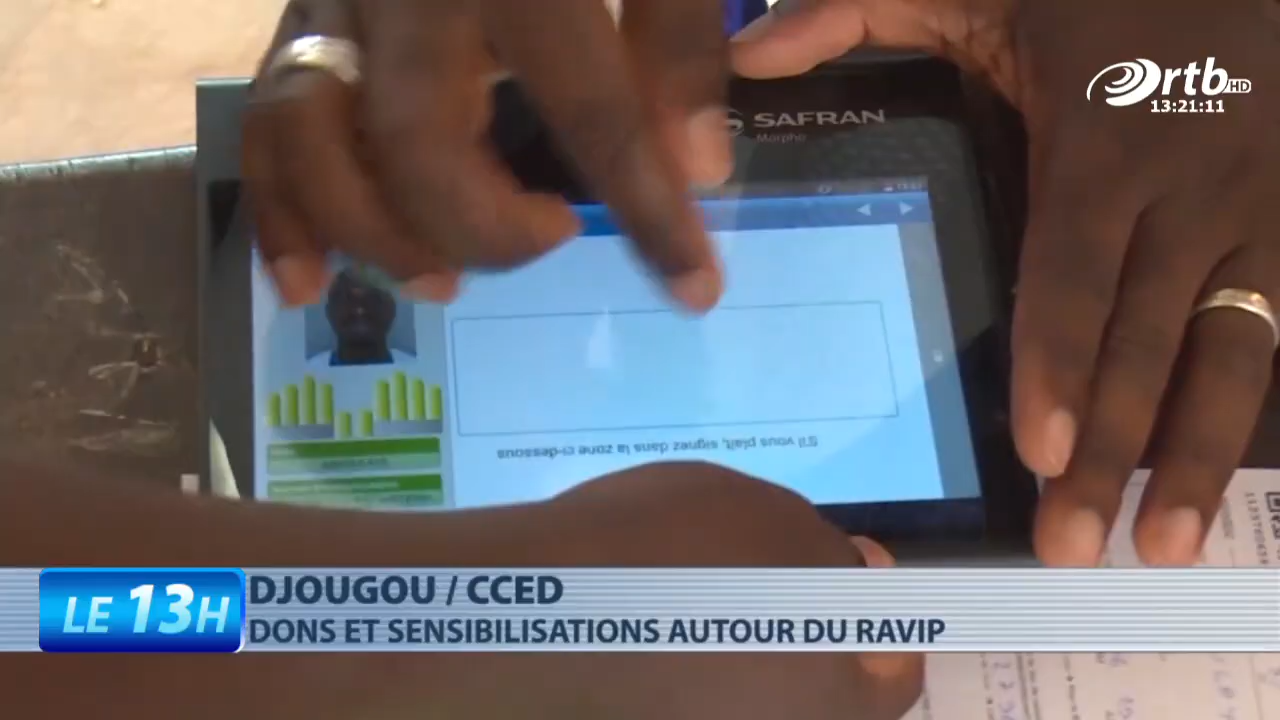 ortb HD
13:21:11
SAFRAN
Morpho
S'il vous plaît, signez dans la zone ci-dessous
LE 13H
DJOUGOU / CCED
DONS ET SENSIBILISATIONS AUTOUR DU RAVIP